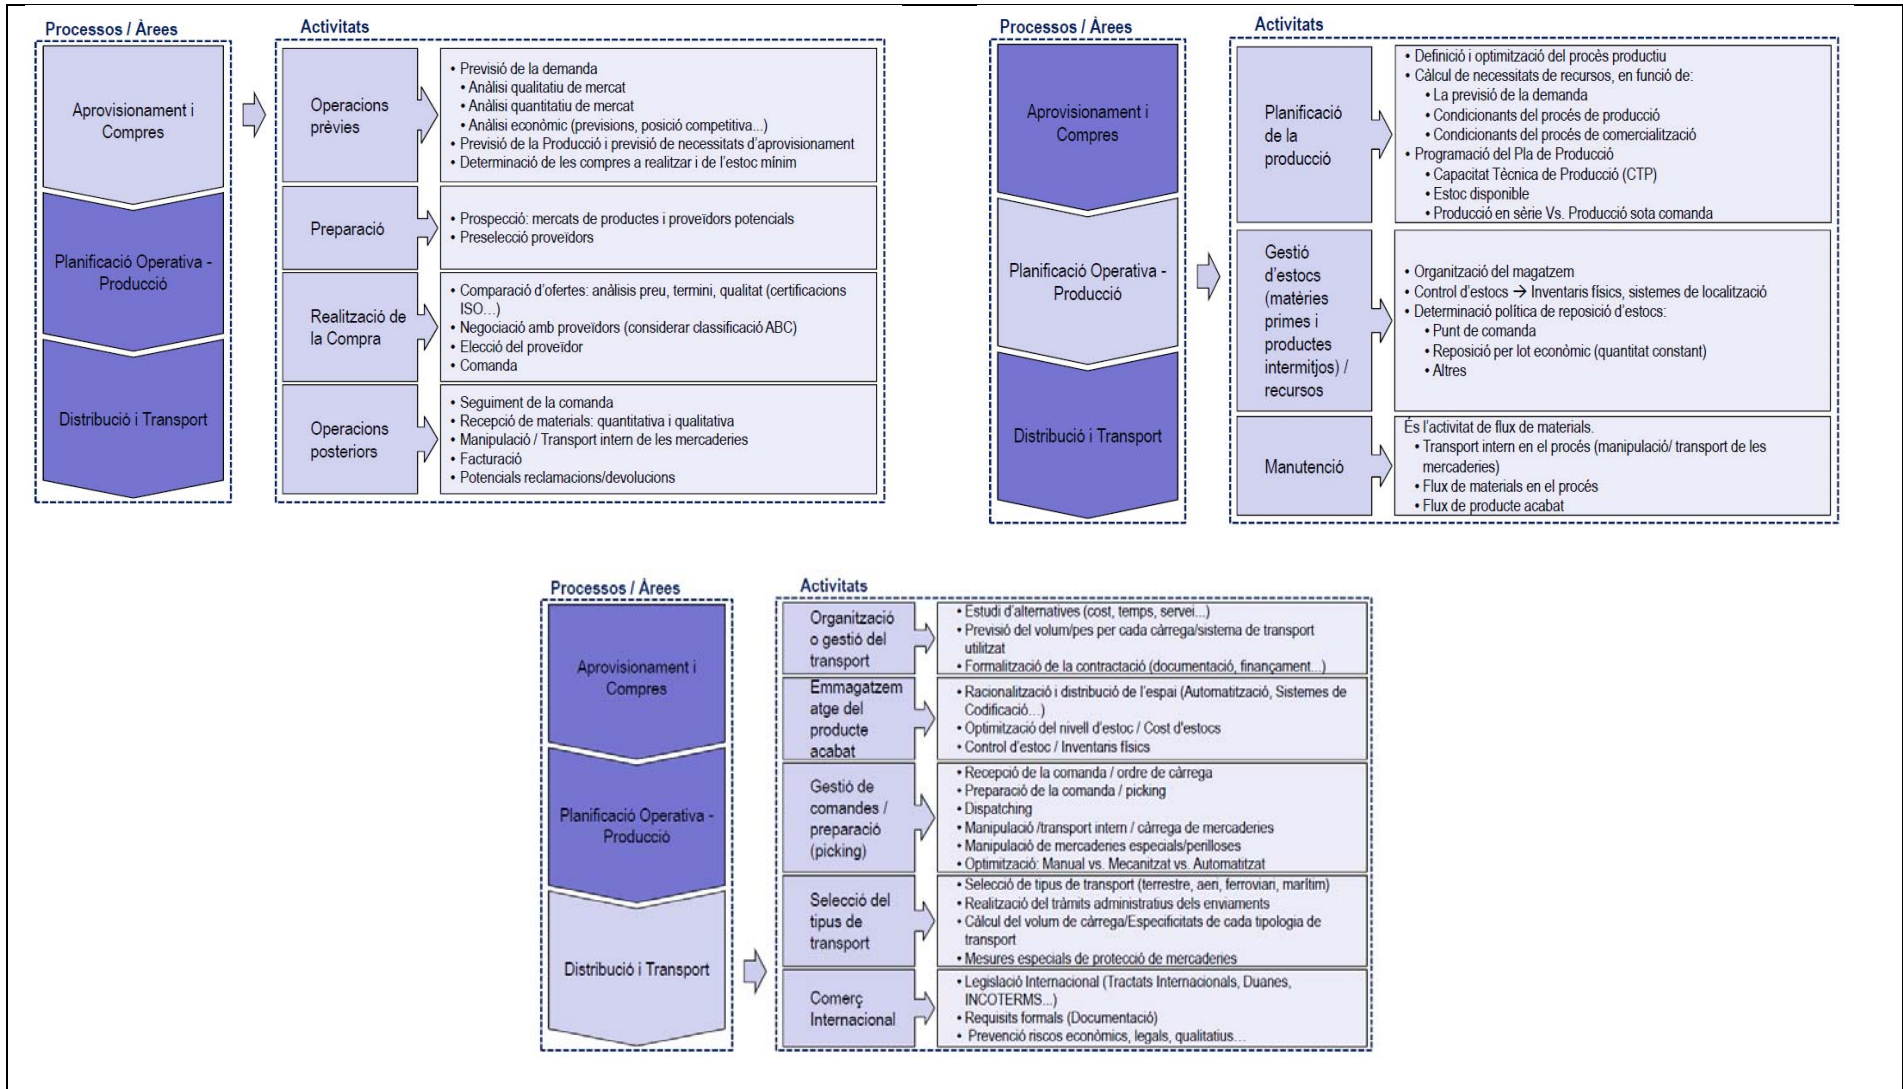 Processos / Àrees
Activitats
Aprovisionament i
Compres
Planificació Operativa -
Producció
Distribució i Transport
Operacions
prèvies
• Previsió de la demanda
• Anàlisi qualitatiu de mercat
• Anàlisi quantitatiu de mercat
• Anàlisi econòmic (previsions, posició competitiva...)
• Previsió de la Producció i previsió de necessitats d'aprovisionament
• Determinació de les compres a realitzar i de l'estoc mínim
Preparació
• Prospecció: mercats de productes i proveïdors potencials
• Preselecció proveïdors
Realització de
la Compra
• Comparació d'ofertes: anàlisis preu, termini, qualitat (certificacions
ISO…)
• Negociació amb proveïdors (considerar classificació ABC)
• Elecció del proveïdor
• Comanda
Operacions
posteriors
• Seguiment de la comanda
• Recepció de materials: quantitativa i qualitativa
• Manipulació / Transport intern de les mercaderies
• Facturació
• Potencials reclamacions/devolucions
Processos / Àrees
Activitats
Aprovisionament i
Compres
Planificació Operativa -
Producció
Distribució i Transport
Planificació
de la
producció
• Definició i optimització del procès productiu
• Càlcul de necessitats de recursos, en funció de:
• La previsió de la demanda
• Condicionants del procés de producció
• Condicionants del procés de comercialització
• Programació del Pla de Producció
• Capacitat Tècnica de Producció (CTP)
• Estoc disponible
• Producció en sèrie Vs. Producció sota comanda
Gestió
d'estocs
(matèries
primes i
productes
intermitjos) /
recursos
• Organització del magatzem
• Control d'estocs → Inventaris físics, sistemes de localització
• Determinació política de reposició d'estocs:
• Punt de comanda
• Reposició per lot econòmic (quantitat constant)
• Altres
Manutenció
És l'activitat de flux de materials.
• Transport intern en el procés (manipulació/ transport de les
mercaderies)
• Flux de materials en el procés
• Flux de producte acabat
Processos / Àrees
Activitats
Aprovisionament i
Compres
Planificació Operativa -
Producció
Distribució i Transport
Organització
o gestió del
transport
• Estudi d'alternatives (cost, temps, servei...)
• Previsió del volum/pes per cada càrrega/sistema de transport
utilitzat
• Formalització de la contractació (documentació, finançament...)
Emmagatzem
atge del
producte
acabat
• Racionalització i distribució de l'espai (Automatització, Sistemes de
Codificació…)
• Optimització del nivell d'estoc / Cost d'estocs
• Control d'estoc / Inventaris físics
Gestió de
comandes /
preparació
(picking)
• Recepció de la comanda / ordre de càrrega
• Preparació de la comanda / picking
• Dispatching
• Manipulació /transport intern / càrrega de mercaderies
• Manipulació de mercaderies especials/perilloses
• Optimització: Manual vs. Mecanitzat vs. Automatitzat
Selecció del
tipus de
transport
• Selecció de tipus de transport (terrestre, aeri, ferroviari, marítim)
• Realització del tràmits administratius dels enviaments
• Càlcul del volum de càrrega/Especificitats de cada tipologia de
transport
• Mesures especials de protecció de mercaderies
Comerç
Internacional
• Legislació Internacional (Tractats Internacionals, Duanes,
INCOTERMS...)
• Requisits formals (Documentació)
• Prevenció riscos econòmics, legals, qualitatius…